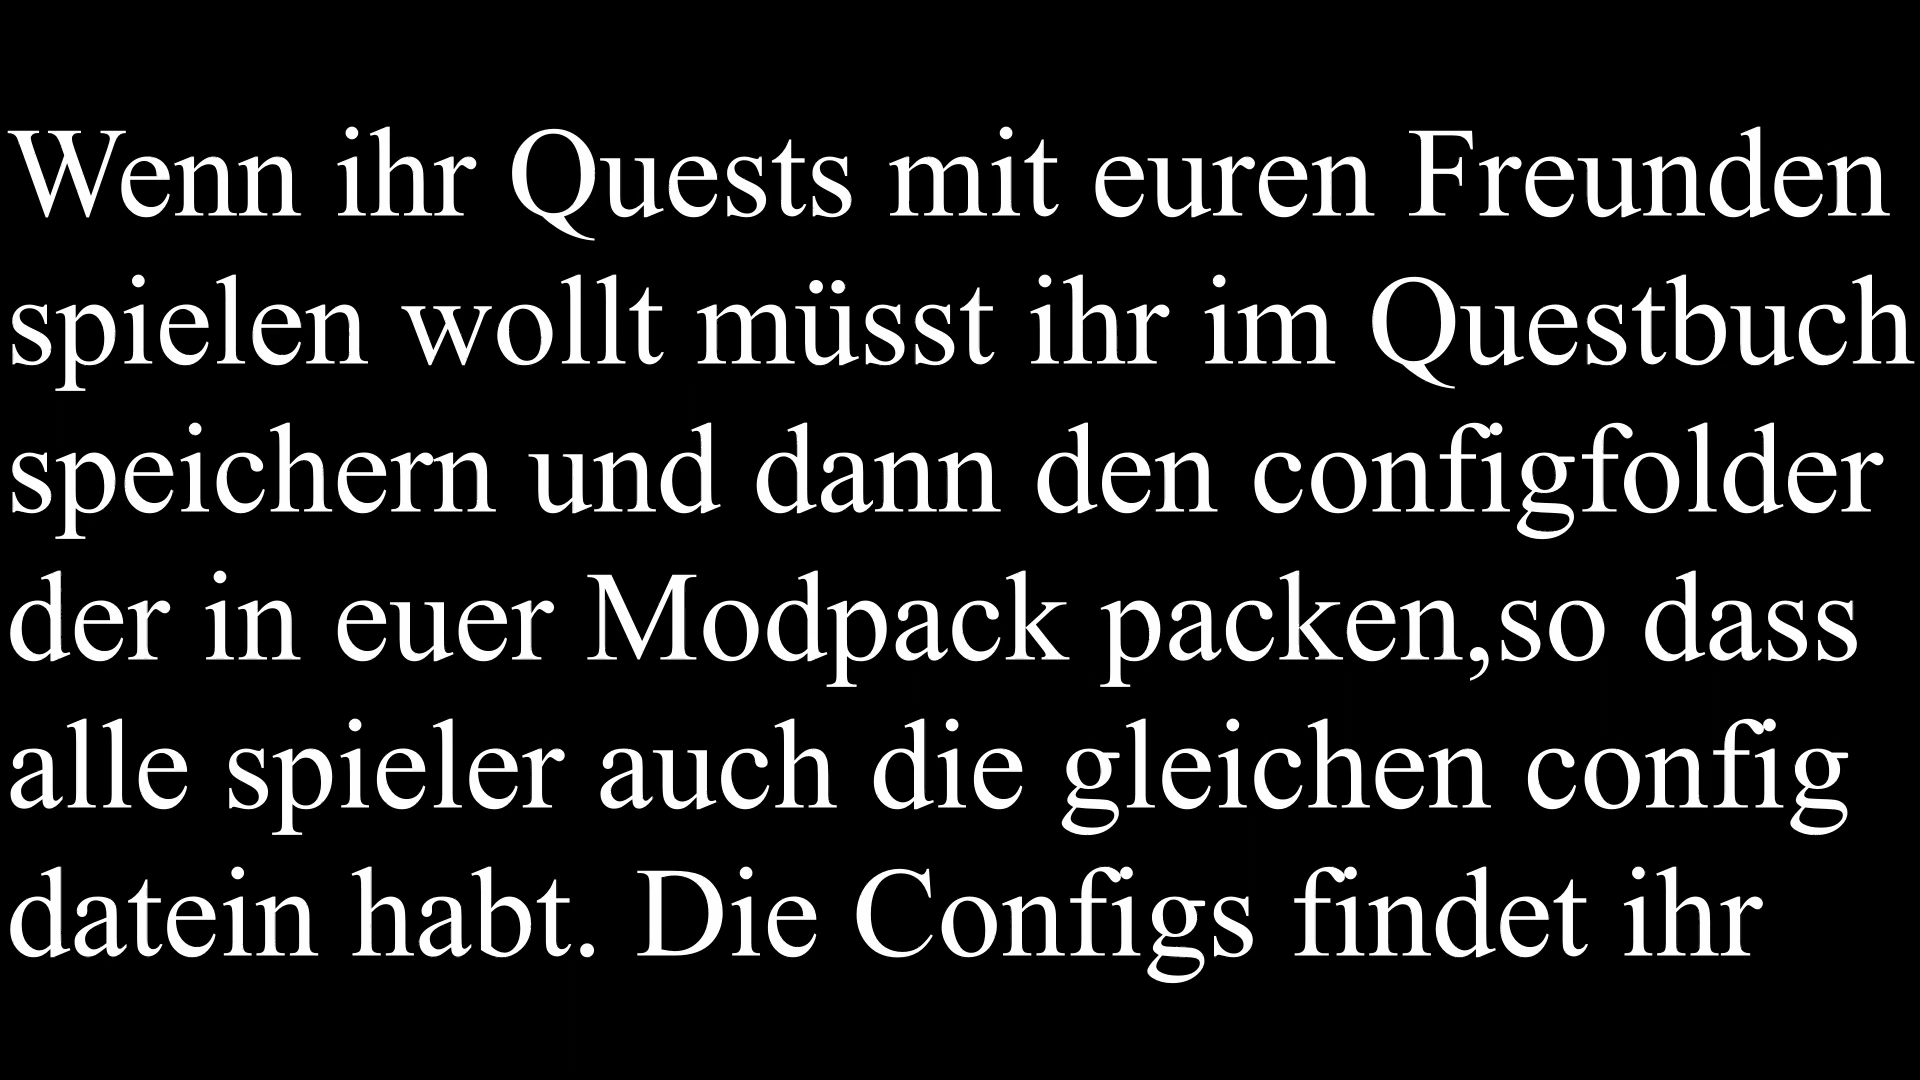 Wenn ihr Quests mit euren Freunden
spielen wollt müsst ihr im Questbuch
speichern und dann den configfolder
der in euer Modpack packen,so dass
alle spieler auch die gleichen config
datein habt. Die Configs findet ihr